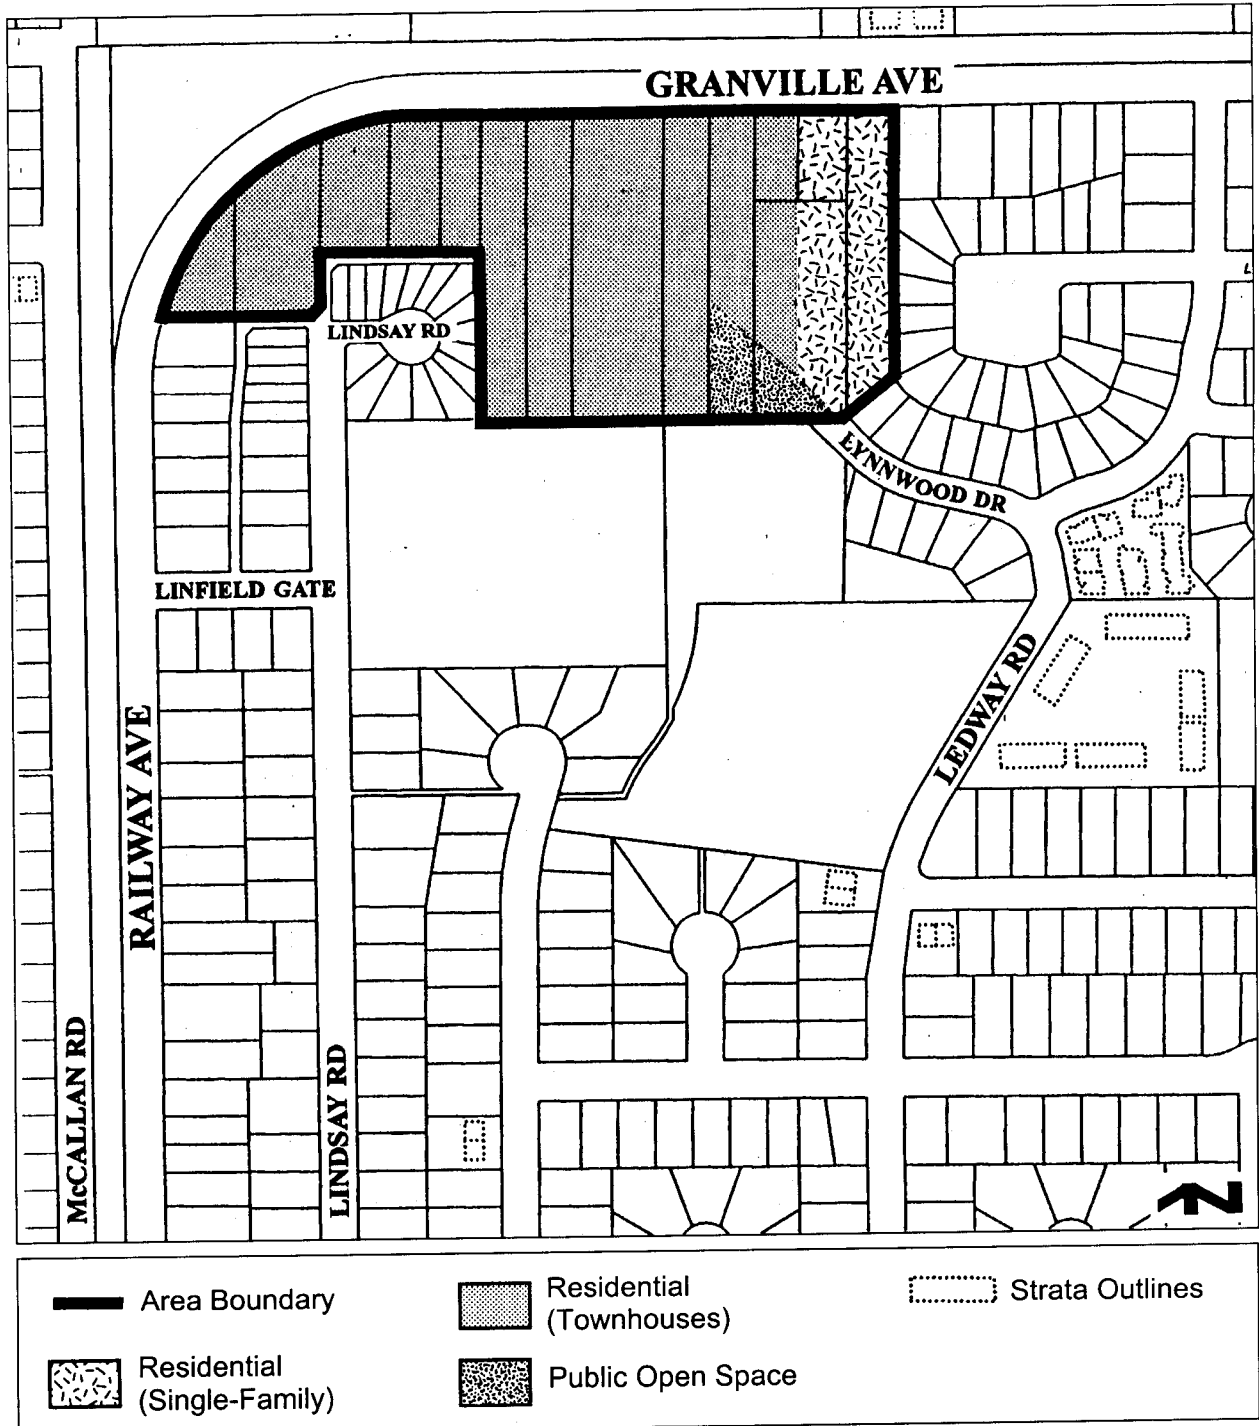 GRANVILLE AVE
LINDSAY RD
LYNNWOOD DR
LINFIELD GATE
LEDWAY RD
RAILWAY AVE
McCALLAN RD
LINDSAY RD
L
N
Area Boundary
Residential
(Townhouses)
Strata Outlines
Residential
(Single-Family)
Public Open Space